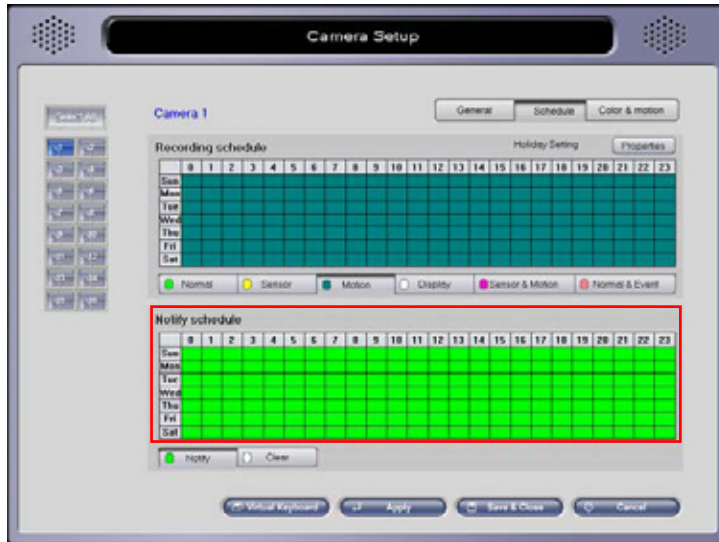 Camera Setup
Camera 1
General Schedule Color & motion
Recording schedule Holiday Setting Properties
0 1 2 3 4 5 6 7 8 9 10 11 12 13 14 15 16 17 18 19 20 21 22 23
Sun
Mon
Tue
Wed
Thu
Fri
Sat
Normal Sensor Motion Display Sensor & Motion Normal & Event
Notify schedule
0 1 2 3 4 5 6 7 8 9 10 11 12 13 14 15 16 17 18 19 20 21 22 23
Sun
Mon
Tue
Wed
Thu
Fri
Sat
Notify Clear
Virtual Keyboard Apply Save & Close Cancel